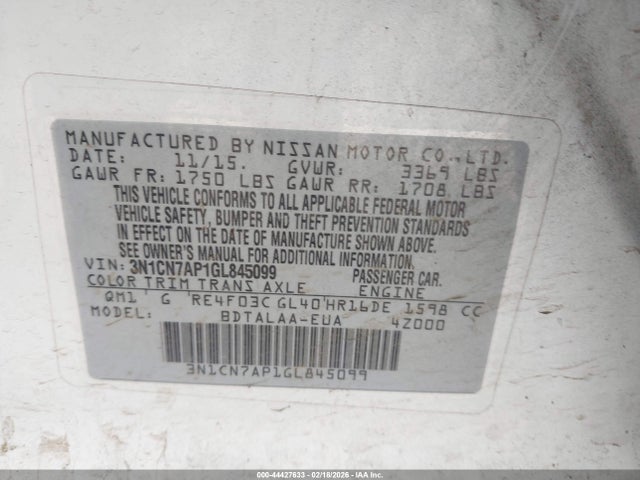 MANUFACTURED BY NISSAN MOTOR CO.,LTD.
DATE: 11/15. GVWR: 3369 LBS
GAWR FR: 1750 LBS GAWR RR: 1708 LBS
THIS VEHICLE CONFORMS TO ALL APPLICABLE FEDERAL MOTOR
VEHICLE SAFETY, BUMPER AND THEFT PREVENTION STANDARDS
IN EFFECT ON THE DATE OF MANUFACTURE SHOWN ABOVE.
SEE OWNER'S MANUAL FOR ADDITIONAL INFORMATION.
VIN: 3N1CN7AP1GL845099 PASSENGER CAR.
COLOR TRIM TRANS AXLE ENGINE
QM1 G RE4F03C GL40 HR16DE 1598 CC
MODEL: BDTALAA-EUA 4Z000
3N1CN7AP1GL845099
000-44427633 - 02/18/2026 - IAA Inc.